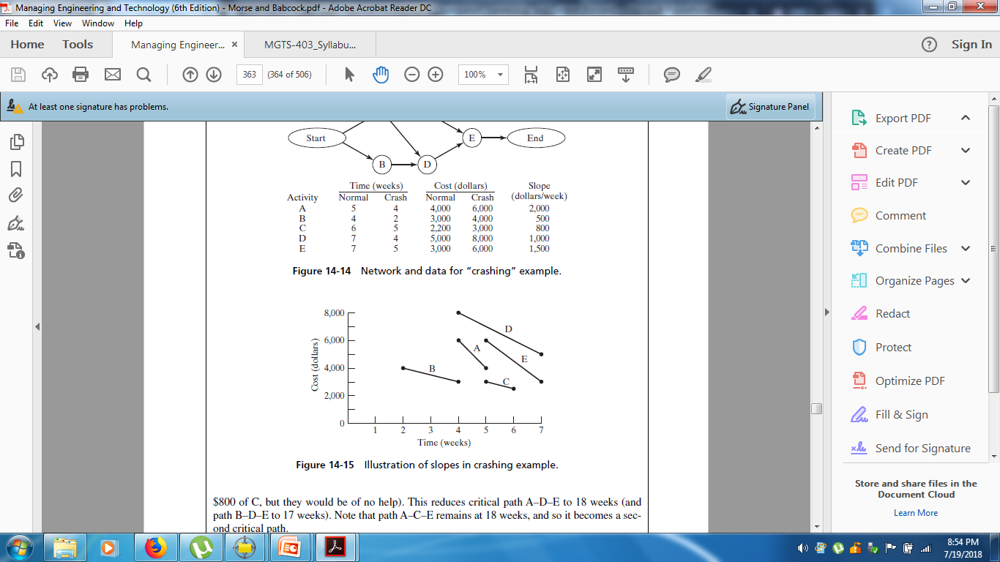 Managing Engineering and Technology (6th Edition) - Morse and Babcock.pdf - Adobe Acrobat Reader DC
File Edit View Window Help
Home Tools Managing Engineer... × MGTS-403_Syllabu... ? Sign In
363 (364 of 506) 100%
At least one signature has problems. Signature Panel
Start E End
B D
Time (weeks) Cost (dollars) Slope
Activity Normal Crash Normal Crash (dollars/week)
A 5 4 4,000 6,000 2,000
B 4 2 3,000 4,000 500
C 6 5 2,200 3,000 800
D 7 4 5,000 8,000 1,000
E 7 5 3,000 6,000 1,500
Figure 14-14 Network and data for “crashing” example.
8,000
6,000
4,000
2,000
0
Cost (dollars)
D
A
E
B
C
1 2 3 4 5 6 7
Time (weeks)
Figure 14-15 Illustration of slopes in crashing example.
$800 of C, but they would be of no help). This reduces critical path A–D–E to 18 weeks (and
path B–D–E to 17 weeks). Note that path A–C–E remains at 18 weeks, and so it becomes a sec-
ond critical path.
Export PDF
Create PDF
Edit PDF
Comment
Combine Files
Organize Pages
Redact
Protect
Optimize PDF
Fill & Sign
Send for Signature
Store and share files in the
Document Cloud
Learn More
8:54 PM
7/19/2018